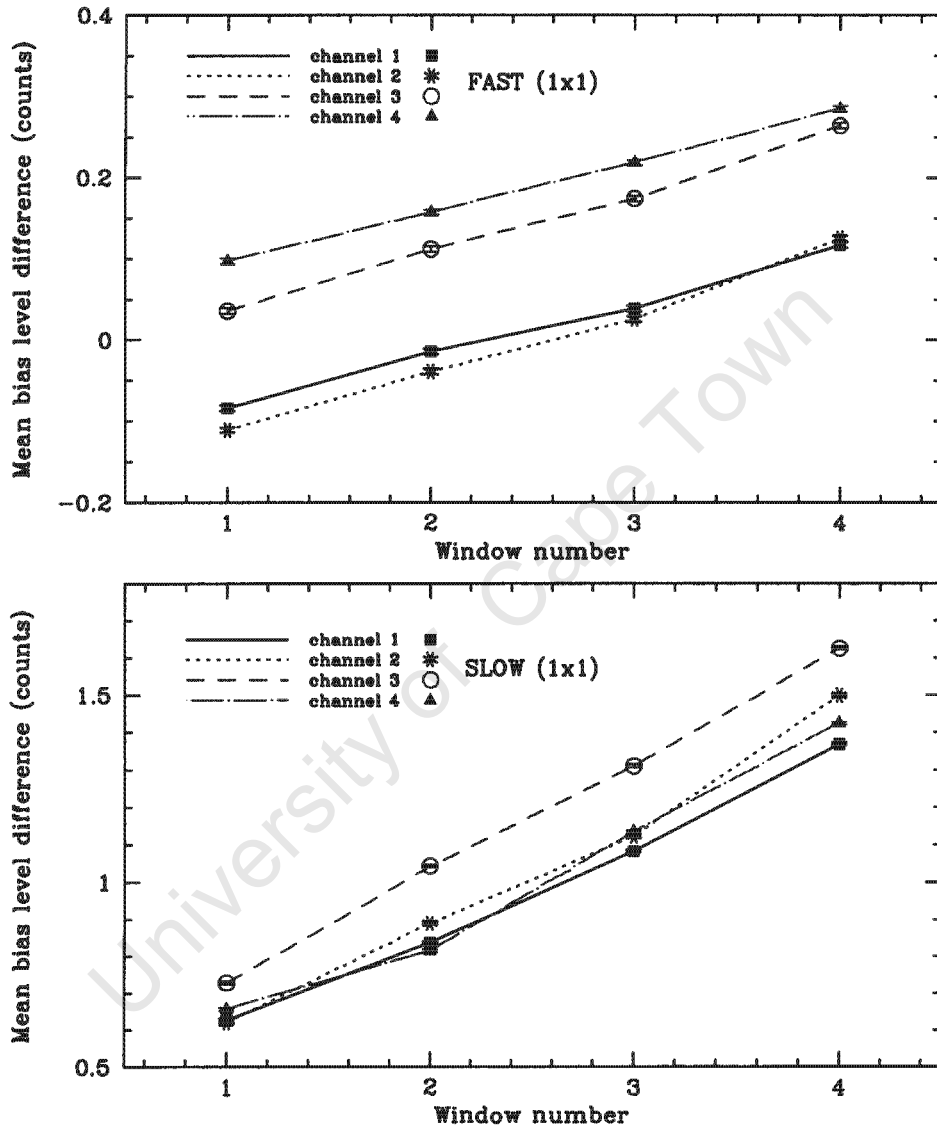 0.4
channel 1
channel 2
channel 3
channel 4
FAST (1x1)
0.2
0
-0.2
Mean bias level difference (counts)
1 2 3 4
Window number
channel 1
channel 2
channel 3
channel 4
SLOW (1x1)
1.5
1
0.5
Mean bias level difference (counts)
1 2 3 4
Window number
University of Cape Town